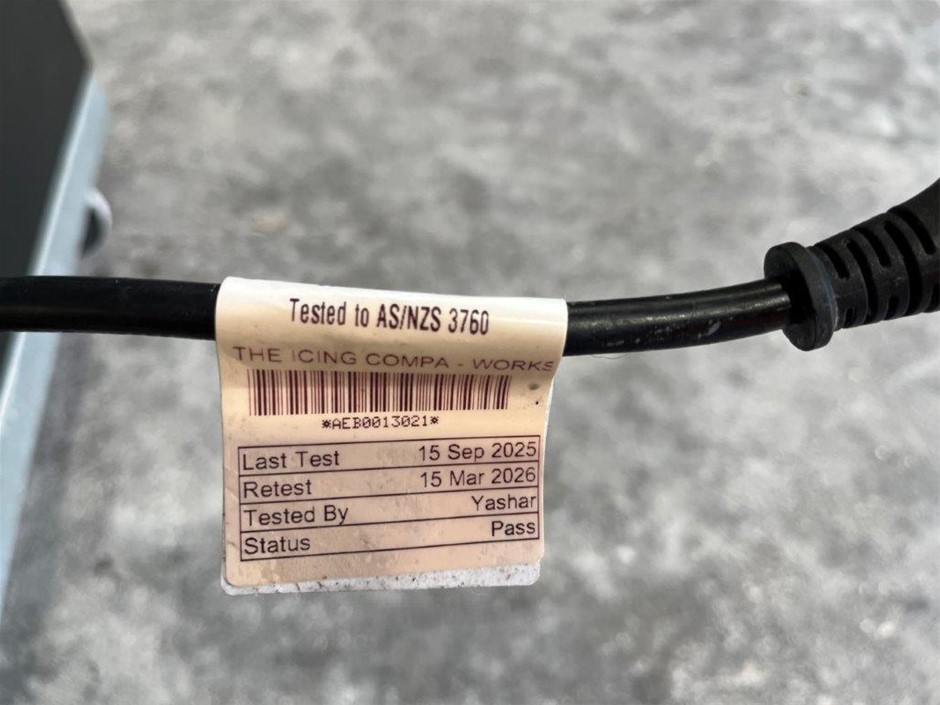 Tested to AS/NZS 3760
THE ICING COMPA - WORKS
*AEB0013021*
Last Test 15 Sep 2025
Retest 15 Mar 2026
Tested By Yashar
Status Pass